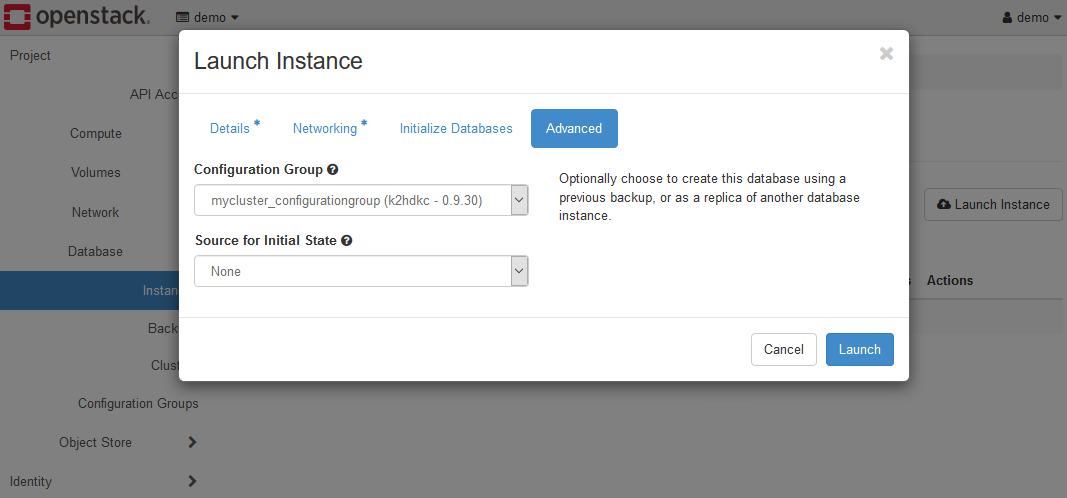 openstack.
demo
demo
Project
API Acc
Compute
Volumes
Network
Database
Instan
Back
Clust
Configuration Groups
Object Store
Identity
Launch Instance
Details *
Networking *
Initialize Databases
Advanced
Configuration Group
mycluster_configurationgroup (k2hdkc - 0.9.30)
Source for Initial State
None
Optionally choose to create this database using a
previous backup, or as a replica of another database
instance.
Cancel
Launch
Launch Instance
s
Actions